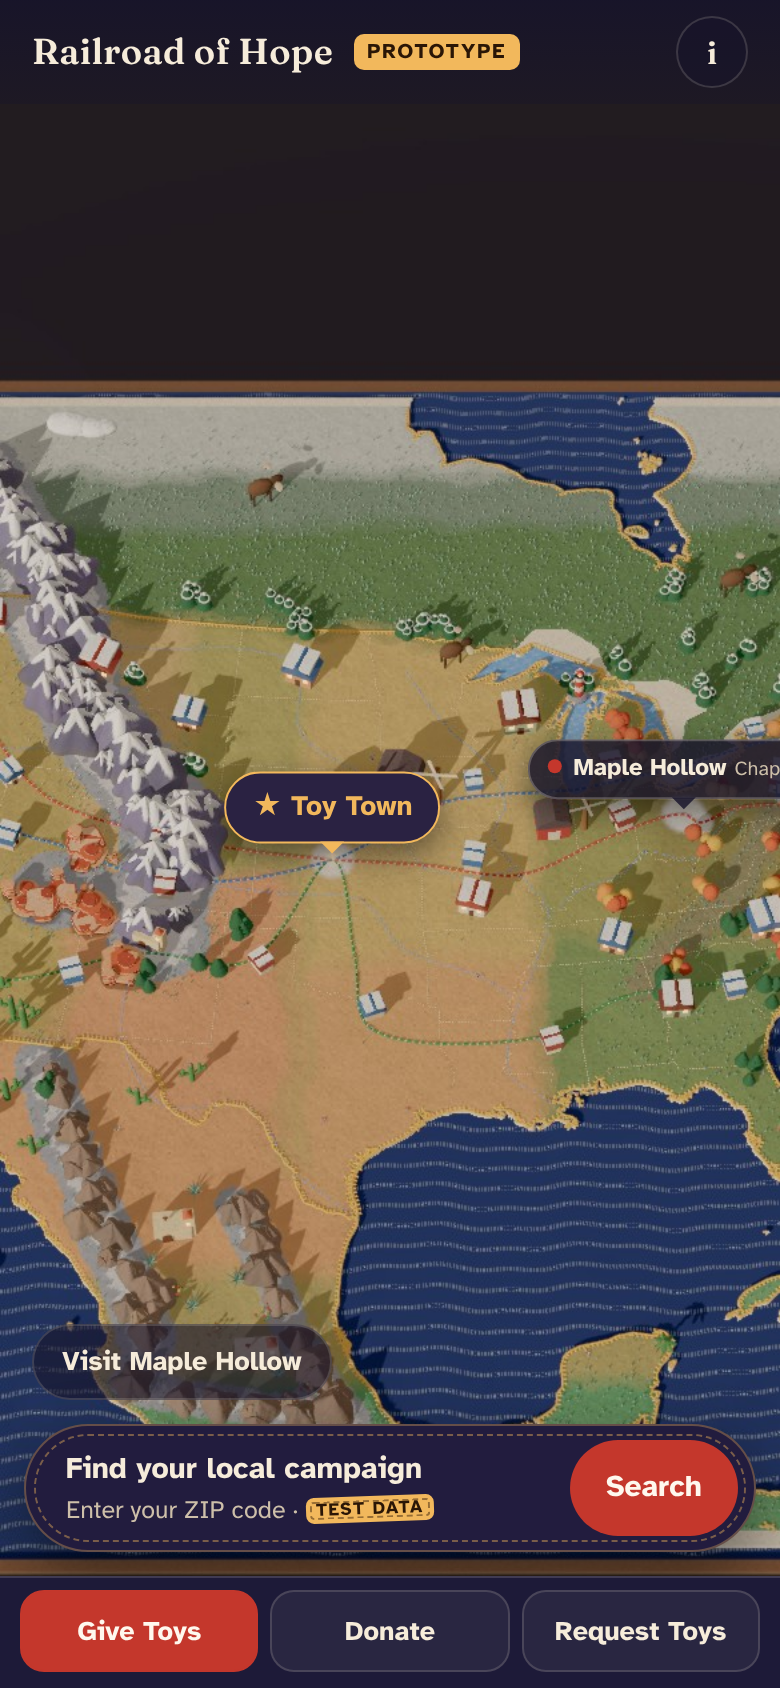 Railroad of Hope PROTOTYPE i
★ Toy Town
Maple Hollow Chap
Visit Maple Hollow
Find your local campaign
Enter your ZIP code · TEST DATA
Search
Give Toys
Donate
Request Toys